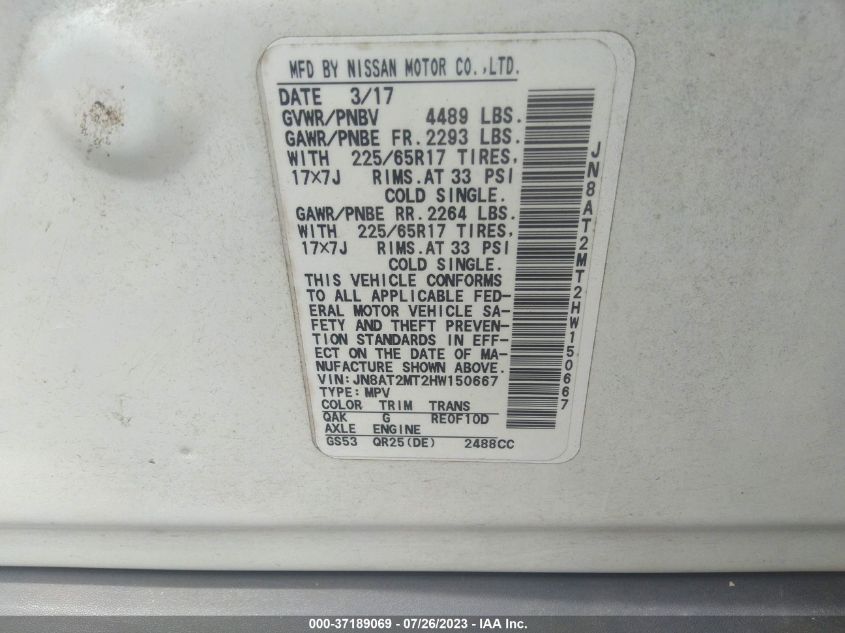 MFD BY NISSAN MOTOR CO.,LTD.
DATE 3/17
GVWR/PNBV 4489 LBS.
GAWR/PNBE FR. 2293 LBS.
WITH 225/65R17 TIRES,
17X7J RIMS. AT 33 PSI
COLD SINGLE.
GAWR/PNBE RR. 2264 LBS.
WITH 225/65R17 TIRES,
17X7J RIMS. AT 33 PSI
COLD SINGLE.
THIS VEHICLE CONFORMS
TO ALL APPLICABLE FED-
ERAL MOTOR VEHICLE SA-
FETY AND THEFT PREVEN-
TION STANDARDS IN EFF-
ECT ON THE DATE OF MA-
NUFACTURE SHOWN ABOVE.
VIN:JN8AT2MT2HW150667
TYPE:MPV
COLOR TRIM TRANS
QAK G RE0F10D
AXLE ENGINE
GS53 QR25(DE) 2488CC
JN8AT2MT2HW150667
000-37189069 - 07/26/2023 - IAA Inc.